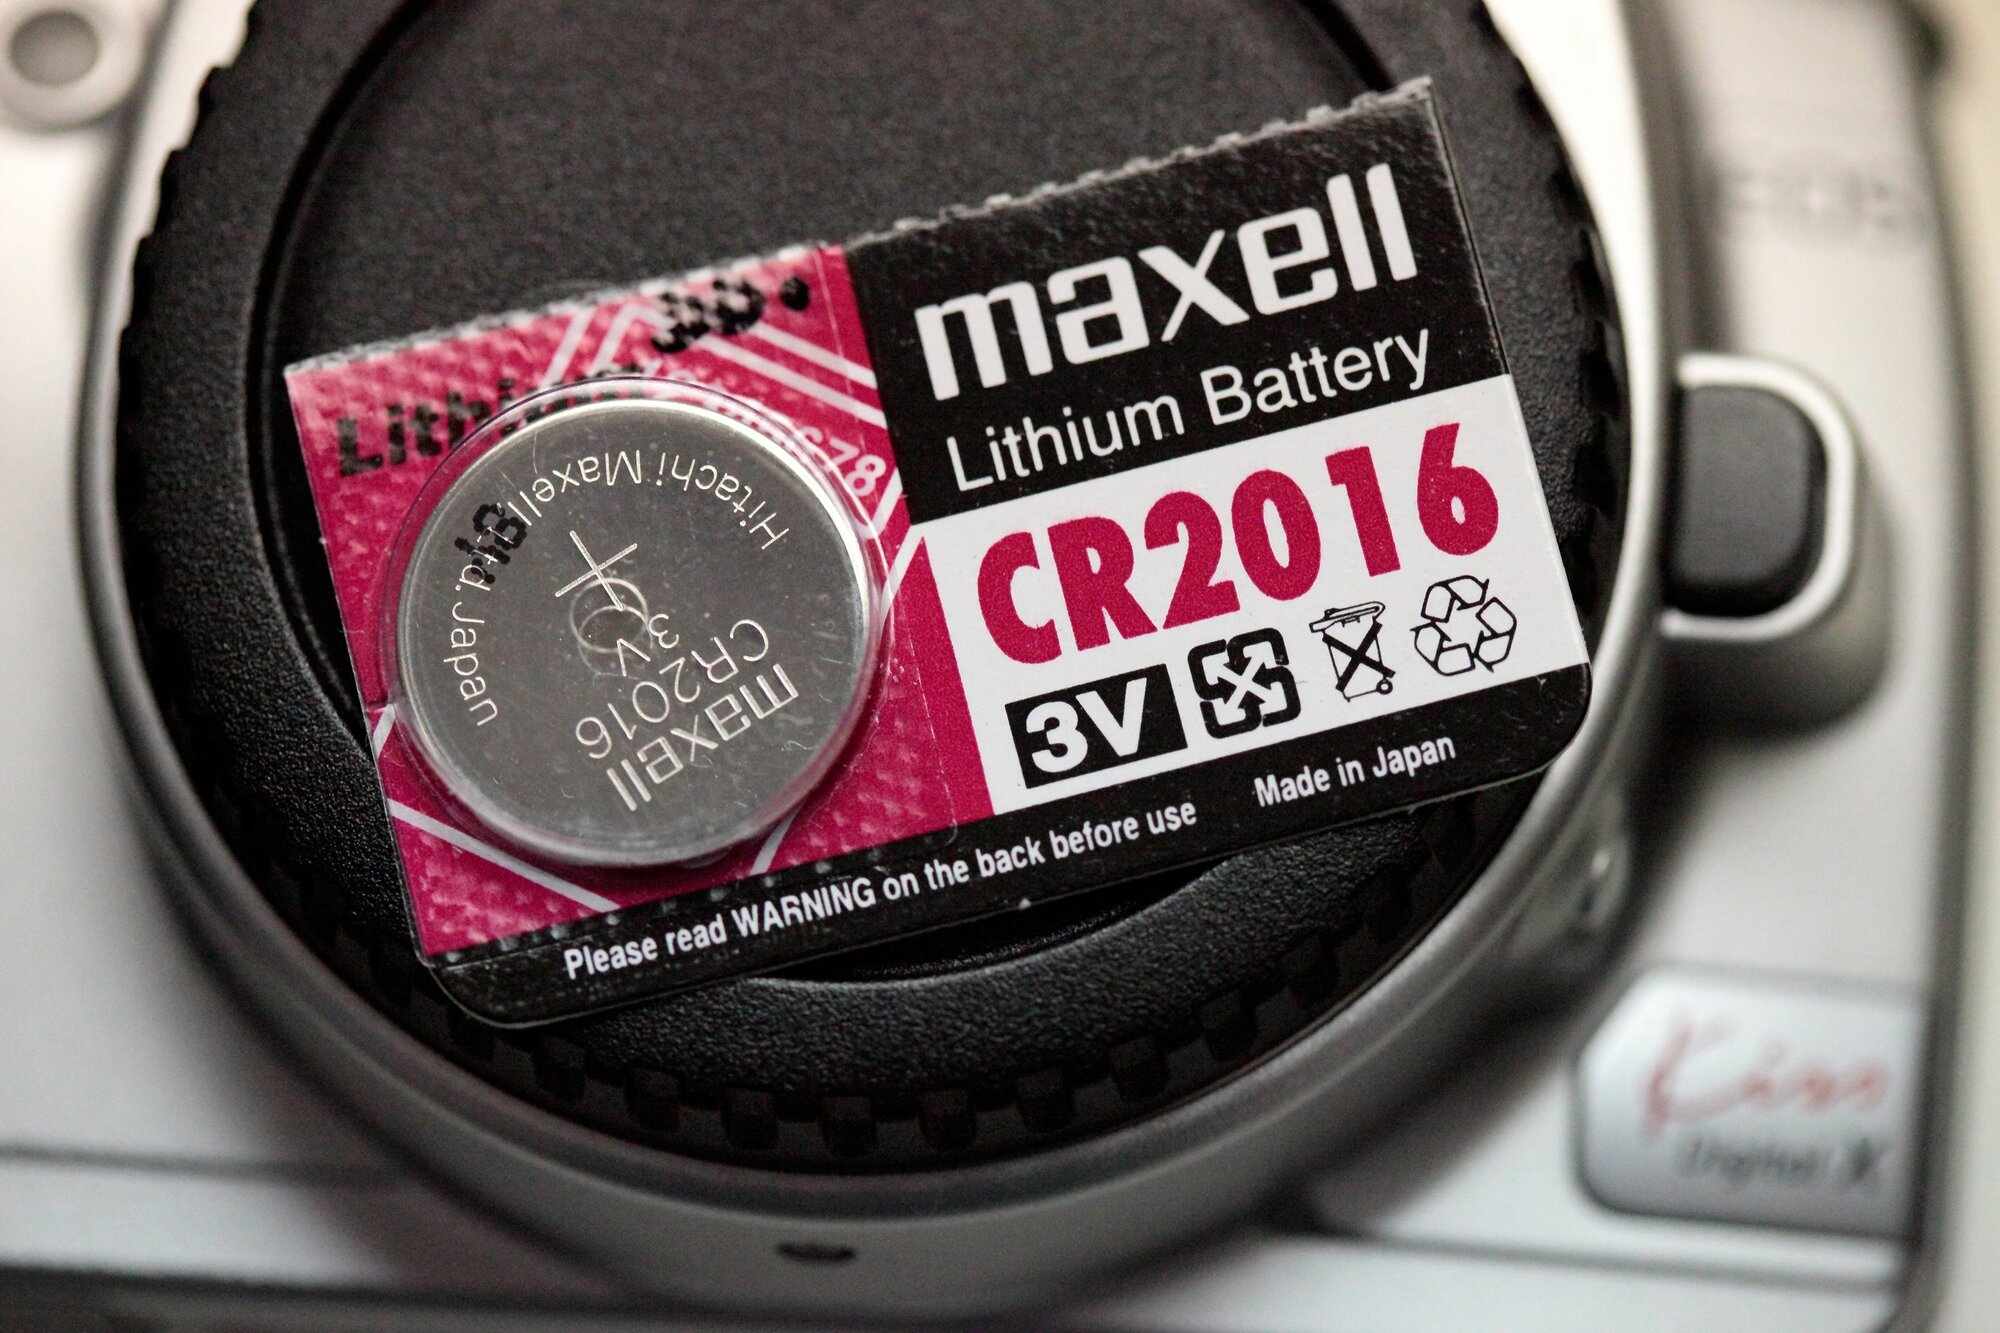 maxell
Lithium Battery
CR2016
3V
Please read WARNING on the back before use
Made in Japan
Lithium
Hitachi Maxell, Ltd. Japan
+
3V
CR2016
maxell
Kiss
Digital X